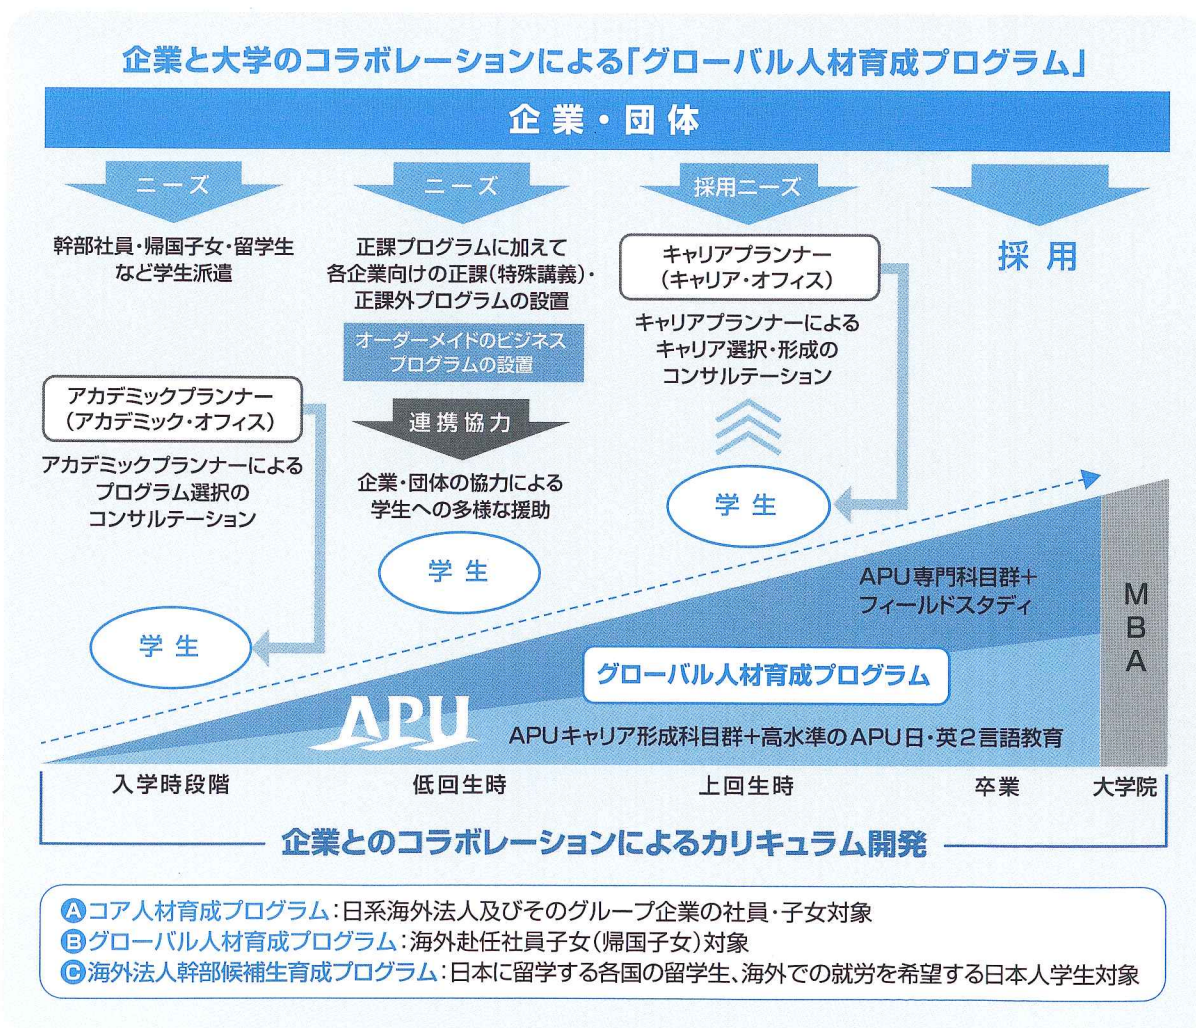 企業と大学のコラボレーションによる「グローバル人材育成プログラム」
企業・団体
ニーズ
幹部社員・帰国子女・留学生
など学生派遣
アカデミックプランナー
(アカデミック・オフィス)
アカデミックプランナーによる
プログラム選択の
コンサルテーション
学生
ニーズ
正課プログラムに加えて
各企業向けの正課(特殊講義)・
正課外プログラムの設置
オーダーメイドのビジネス
プログラムの設置
連携協力
企業・団体の協力による
学生への多様な援助
学生
採用ニーズ
キャリアプランナー
(キャリア・オフィス)
キャリアプランナーによる
キャリア選択・形成の
コンサルテーション
学生
採用
APU専門科目群+
フィールドスタディ
グローバル人材育成プログラム
APU
APUキャリア形成科目群+高水準のAPU日・英2言語教育
MBA
入学時段階
低回生時
上回生時
卒業
大学院
企業とのコラボレーションによるカリキュラム開発
Aコア人材育成プログラム:日系海外法人及びそのグループ企業の社員・子女対象
Bグローバル人材育成プログラム:海外赴任社員子女(帰国子女)対象
C海外法人幹部候補生育成プログラム:日本に留学する各国の留学生、海外での就労を希望する日本人学生対象